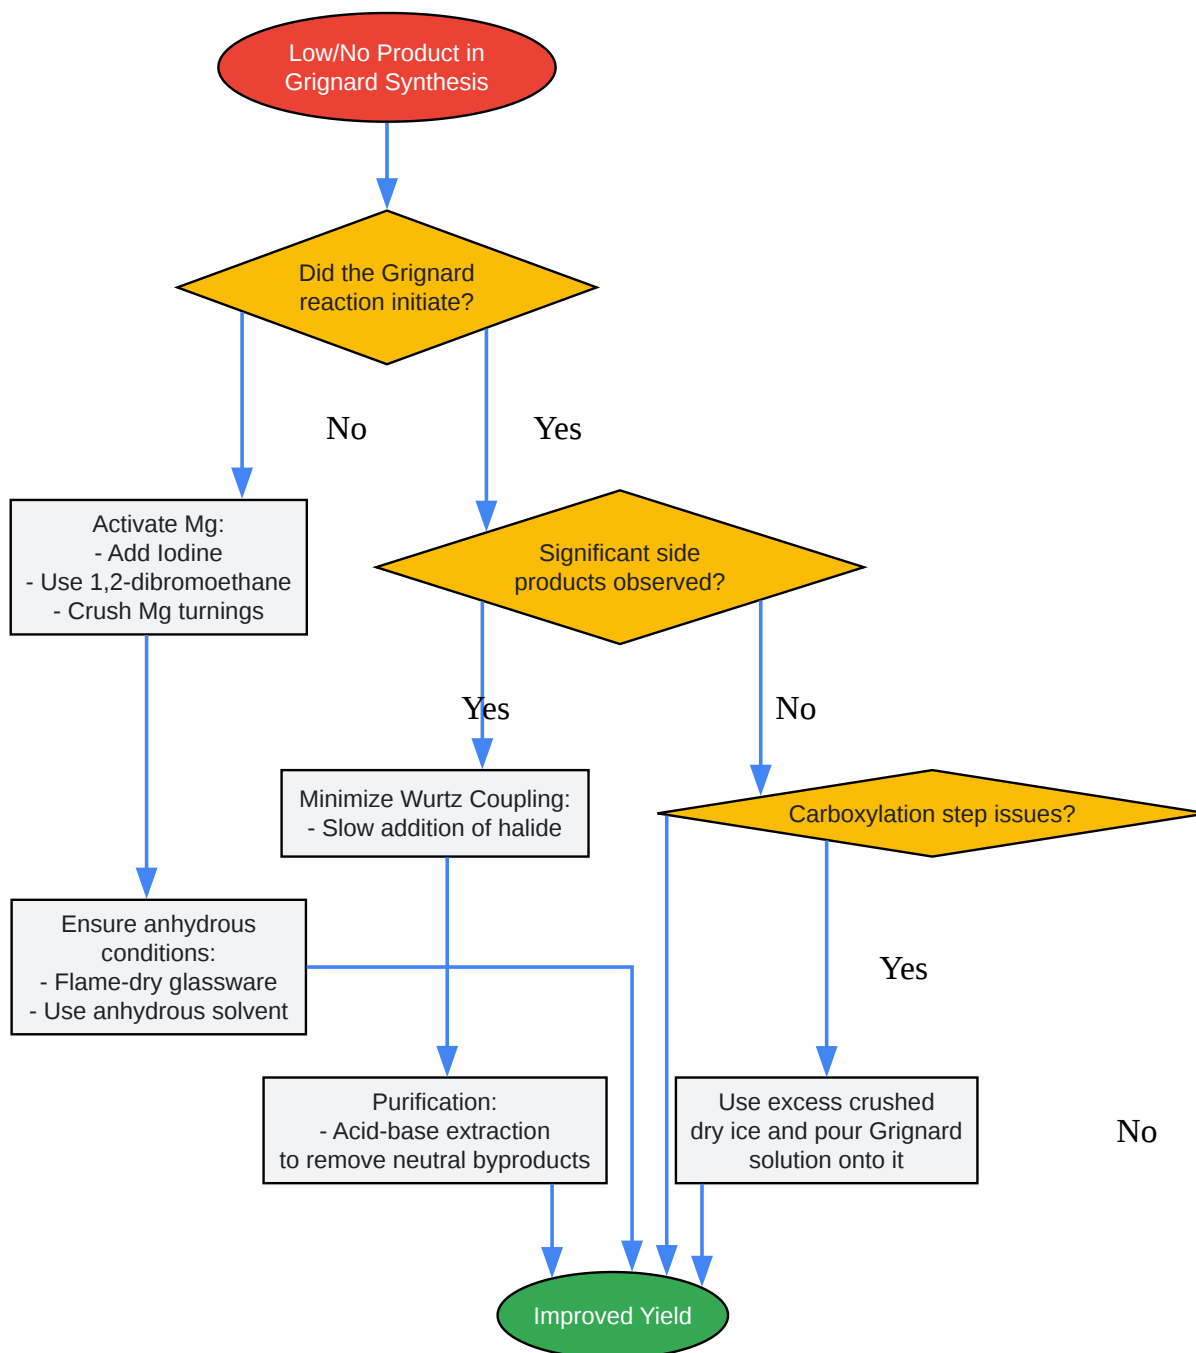 Low/No Product in
Grignard Synthesis
Did the Grignard
reaction initiate?
No
Yes
Activate Mg:
- Add Iodine
- Use 1,2-dibromoethane
- Crush Mg turnings
Significant side
products observed?
Yes
No
Minimize Wurtz Coupling:
- Slow addition of halide
Carboxylation step issues?
Ensure anhydrous
conditions:
- Flame-dry glassware
- Use anhydrous solvent
Yes
Purification:
- Acid-base extraction
to remove neutral byproducts
Use excess crushed
dry ice and pour Grignard
solution onto it
No
Improved Yield